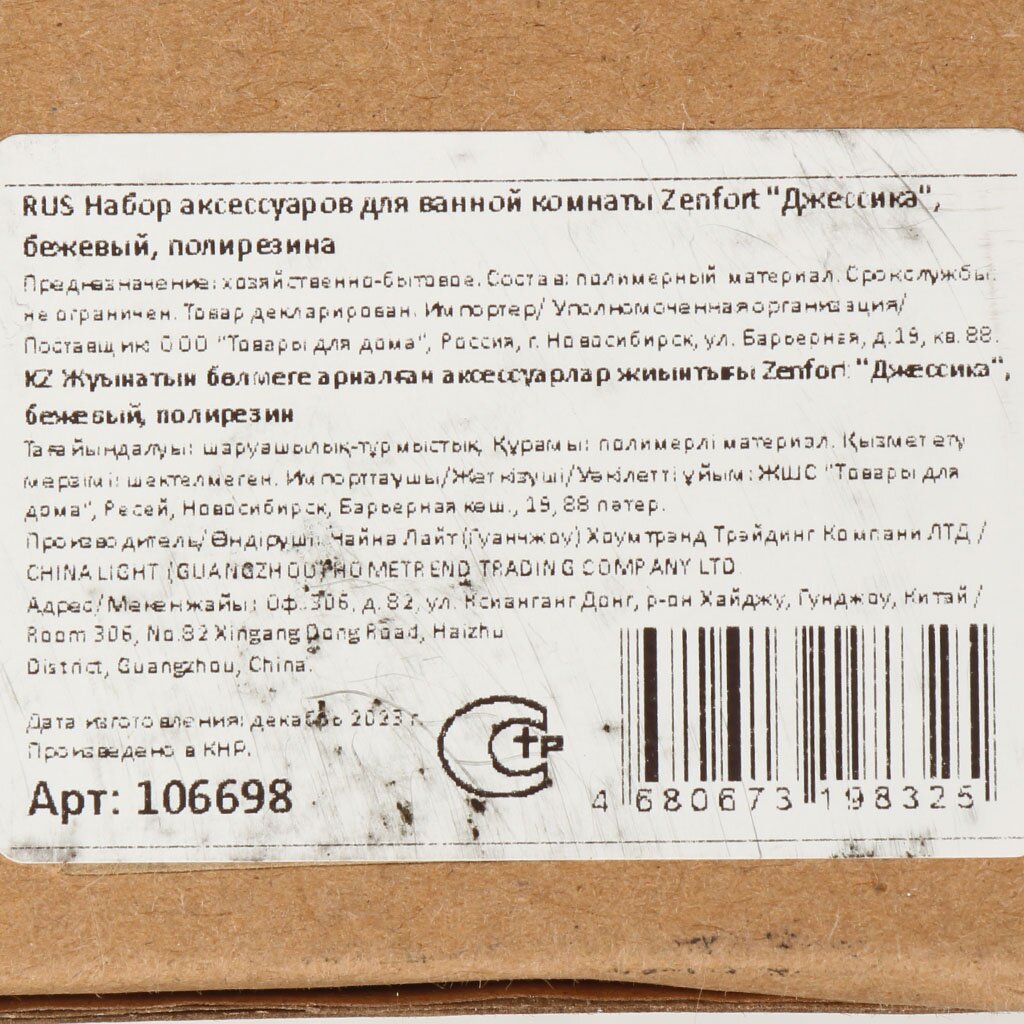 RUS Набор аксессуаров для ванной комнаты Zenfort "Джессика",
бежевый, полирезина
Предназначение: хозяйственно-бытовое. Состав: полимерный материал. Срок службы:
не ограничен. Товар декларирован. Импортер/ Уполномоченная организация/
Поставщик: ООО "Товары для дома", Россия, г. Новосибирск, ул. Барьерная, д.19, кв. 88.
KZ Жуынатын бөлмеге арналған аксессуарлар жиынтығы Zenfort "Джессика",
бежевый, полирезин
Тағайындалуы: шаруашылық-тұрмыстық. Құрамы: полимерлі материал. Қызмет ету
мерзімі: шектелмеген. Импорттаушы/Жеткізуші/Уәкілетті ұйым: ЖШС "Товары для
дома", Ресей, Новосибирск, Барьерная көш., 19, 88 пәтер.
Производитель/ Өндіруші: Чайна Лайт (Гуанчжоу) Хоумтрэнд Трэйдинг Компани ЛТД /
CHINA LIGHT (GUANGZHOU) HOMETREND TRADING COMPANY LTD.
Адрес/ Мекенжайы: Оф. 306, д. 82, ул. Ксианганг Донг, р-он Хайджу, Гунджоу, Китай /
Room 306, No.82 Xingang Dong Road, Haizhu
District, Guangzhou, China.
Дата изготовления: декабрь 2023 г.
Произведено в КНР.
Арт: 106698
СТР
4 680673 198325